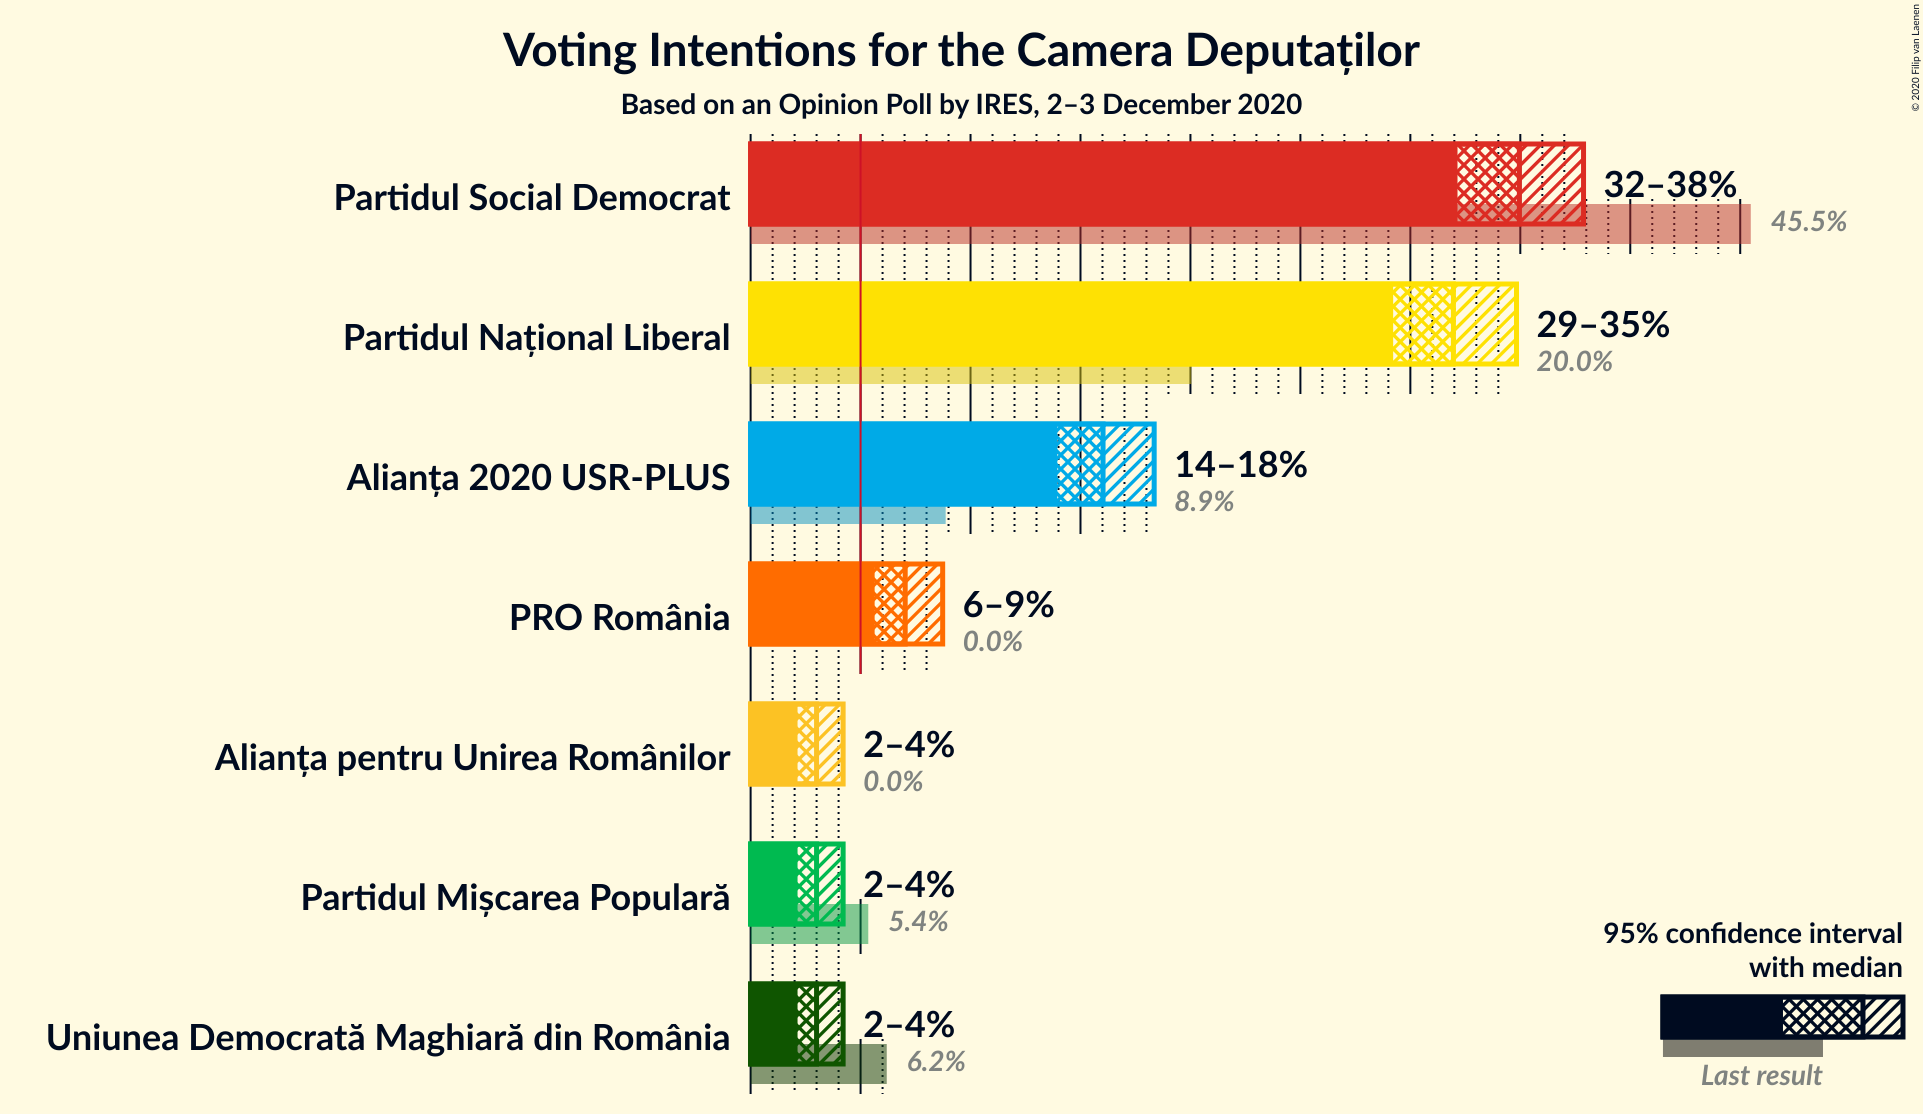 Voting Intentions for the Camera Deputaților
Based on an Opinion Poll by IRES, 2–3 December 2020
© 2020 Filip van Laenen
Partidul Social Democrat
32–38%
45.5%
Partidul Național Liberal
29–35%
20.0%
Alianța 2020 USR-PLUS
14–18%
8.9%
PRO România
6–9%
0.0%
Alianța pentru Unirea Românilor
2–4%
0.0%
Partidul Mișcarea Populară
2–4%
5.4%
Uniunea Democrată Maghiară din România
2–4%
6.2%
95% confidence interval
with median
Last result